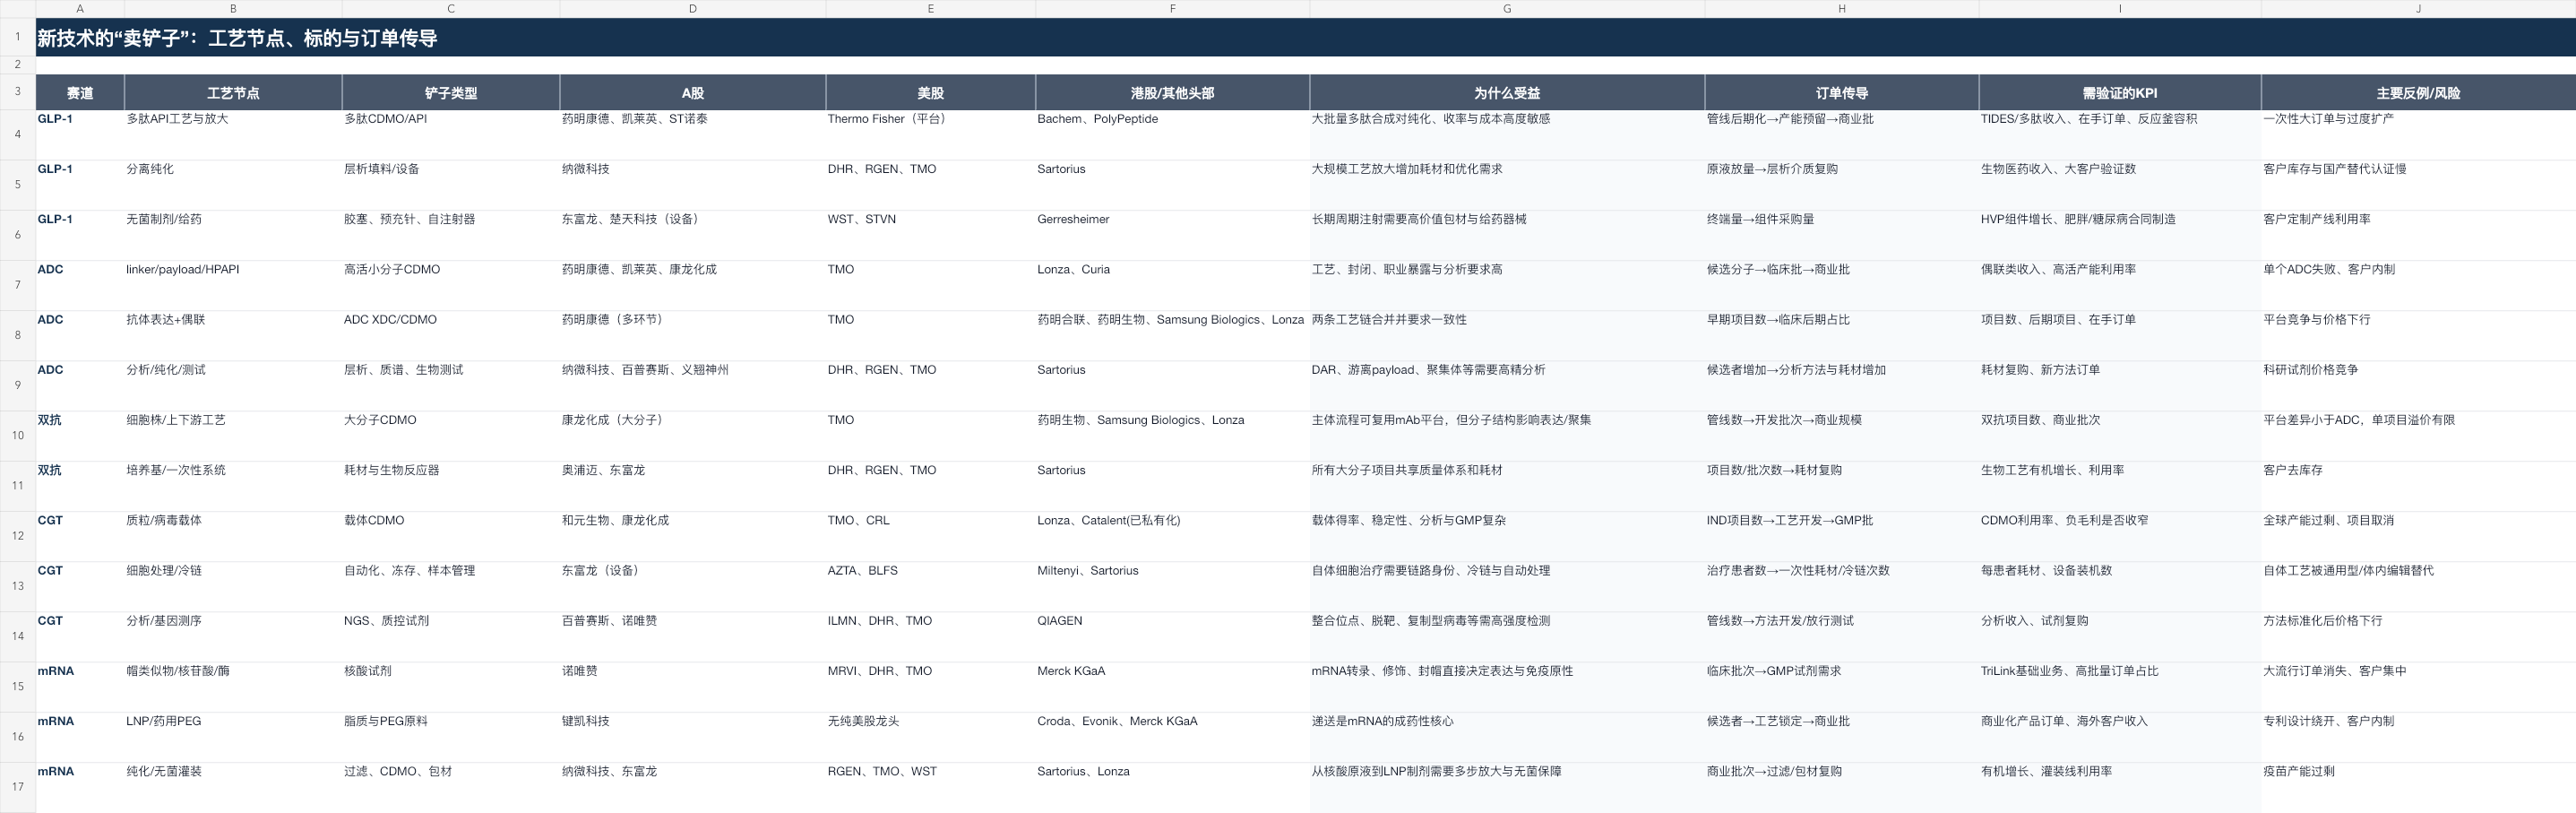 A B C D E F G H I J
1 新技术的“卖铲子”：工艺节点、标的与订单传导
2
3 赛道 工艺节点 铲子类型 A股 美股 港股/其他头部 为什么受益 订单传导 需验证的KPI 主要反例/风险
4 GLP-1 多肽API工艺与放大 多肽CDMO/API 药明康德、凯莱英、ST诺泰 Thermo Fisher（平台） Bachem、PolyPeptide 大批量多肽合成对纯化、收率与成本高度敏感 管线后期化→产能预留→商业批 TIDES/多肽收入、在手订单、反应釜容积 一次性大订单与过度扩产
5 GLP-1 分离纯化 层析填料/设备 纳微科技 DHR、RGEN、TMO Sartorius 大规模工艺放大增加耗材和优化需求 原液放量→层析介质复购 生物医药收入、大客户验证数 客户库存与国产替代认证慢
6 GLP-1 无菌制剂/给药 胶塞、预充针、自注射器 东富龙、楚天科技（设备） WST、STVN Gerresheimer 长期周期注射需要高价值包材与给药器械 终端量→组件采购量 HVP组件增长、肥胖/糖尿病合同制造 客户定制产线利用率
7 ADC linker/payload/HPAPI 高活小分子CDMO 药明康德、凯莱英、康龙化成 TMO Lonza、Curia 工艺、封闭、职业暴露与分析要求高 候选分子→临床批→商业批 偶联类收入、高活产能利用率 单个ADC失败、客户内制
8 ADC 抗体表达+偶联 ADC XDC/CDMO 药明康德（多环节） TMO 药明合联、药明生物、Samsung Biologics、Lonza 两条工艺链合并并要求一致性 早期项目数→临床后期占比 项目数、后期项目、在手订单 平台竞争与价格下行
9 ADC 分析/纯化/测试 层析、质谱、生物测试 纳微科技、百普赛斯、义翘神州 DHR、RGEN、TMO Sartorius DAR、游离payload、聚集体等需要高精分析 候选者增加→分析方法与耗材增加 耗材复购、新方法订单 科研试剂价格竞争
10 双抗 细胞株/上下游工艺 大分子CDMO 康龙化成（大分子） TMO 药明生物、Samsung Biologics、Lonza 主体流程可复用mAb平台，但分子结构影响表达/聚集 管线数→开发批次→商业规模 双抗项目数、商业批次 平台差异小于ADC，单项目溢价有限
11 双抗 培养基/一次性系统 耗材与生物反应器 奥浦迈、东富龙 DHR、RGEN、TMO Sartorius 所有大分子项目共享质量体系和耗材 项目数/批次数→耗材复购 生物工艺有机增长、利用率 客户去库存
12 CGT 质粒/病毒载体 载体CDMO 和元生物、康龙化成 TMO、CRL Lonza、Catalent(已私有化) 载体得率、稳定性、分析与GMP复杂 IND项目数→工艺开发→GMP批 CDMO利用率、负毛利是否收窄 全球产能过剩、项目取消
13 CGT 细胞处理/冷链 自动化、冻存、样本管理 东富龙（设备） AZTA、BLFS Miltenyi、Sartorius 自体细胞治疗需要链路身份、冷链与自动处理 治疗患者数→一次性耗材/冷链次数 每患者耗材、设备装机数 自体工艺被通用型/体内编辑替代
14 CGT 分析/基因测序 NGS、质控试剂 百普赛斯、诺唯赞 ILMN、DHR、TMO QIAGEN 整合位点、脱靶、复制型病毒等需高强度检测 管线数→方法开发/放行测试 分析收入、试剂复购 方法标准化后价格下行
15 mRNA 帽类似物/核苷酸/酶 核酸试剂 诺唯赞 MRVI、DHR、TMO Merck KGaA mRNA转录、修饰、封帽直接决定表达与免疫原性 临床批次→GMP试剂需求 TriLink基础业务、高批量订单占比 大流行订单消失、客户集中
16 mRNA LNP/药用PEG 脂质与PEG原料 键凯科技 无纯美股龙头 Croda、Evonik、Merck KGaA 递送是mRNA的成药性核心 候选者→工艺锁定→商业批 商业化产品订单、海外客户收入 专利设计绕开、客户内制
17 mRNA 纯化/无菌灌装 过滤、CDMO、包材 纳微科技、东富龙 RGEN、TMO、WST Sartorius、Lonza 从核酸原液到LNP制剂需要多步放大与无菌保障 商业批次→过滤/包材复购 有机增长、灌装线利用率 疫苗产能过剩